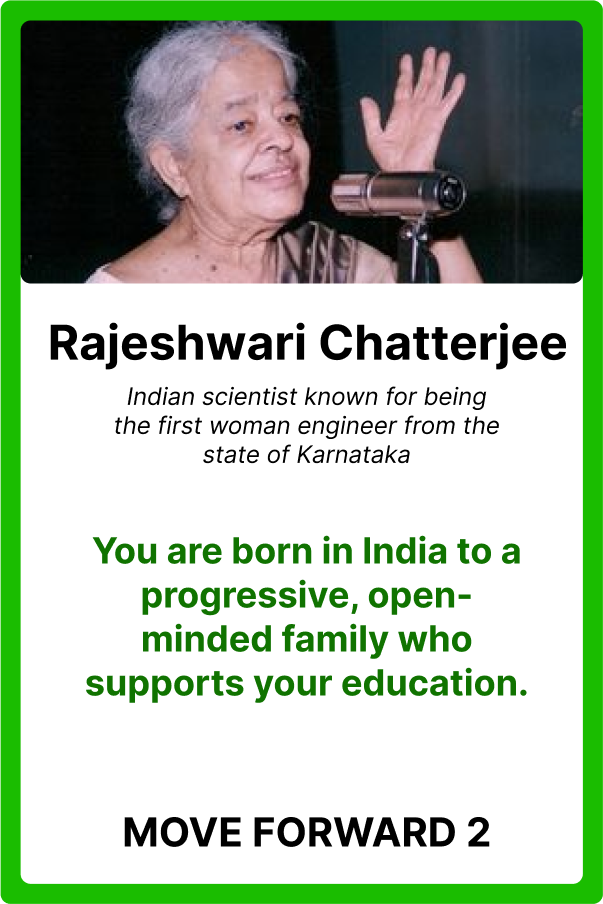 Rajeshwari Chatterjee
Indian scientist known for being
the first woman engineer from the
state of Karnataka
You are born in India to a
progressive, open-
minded family who
supports your education.
MOVE FORWARD 2